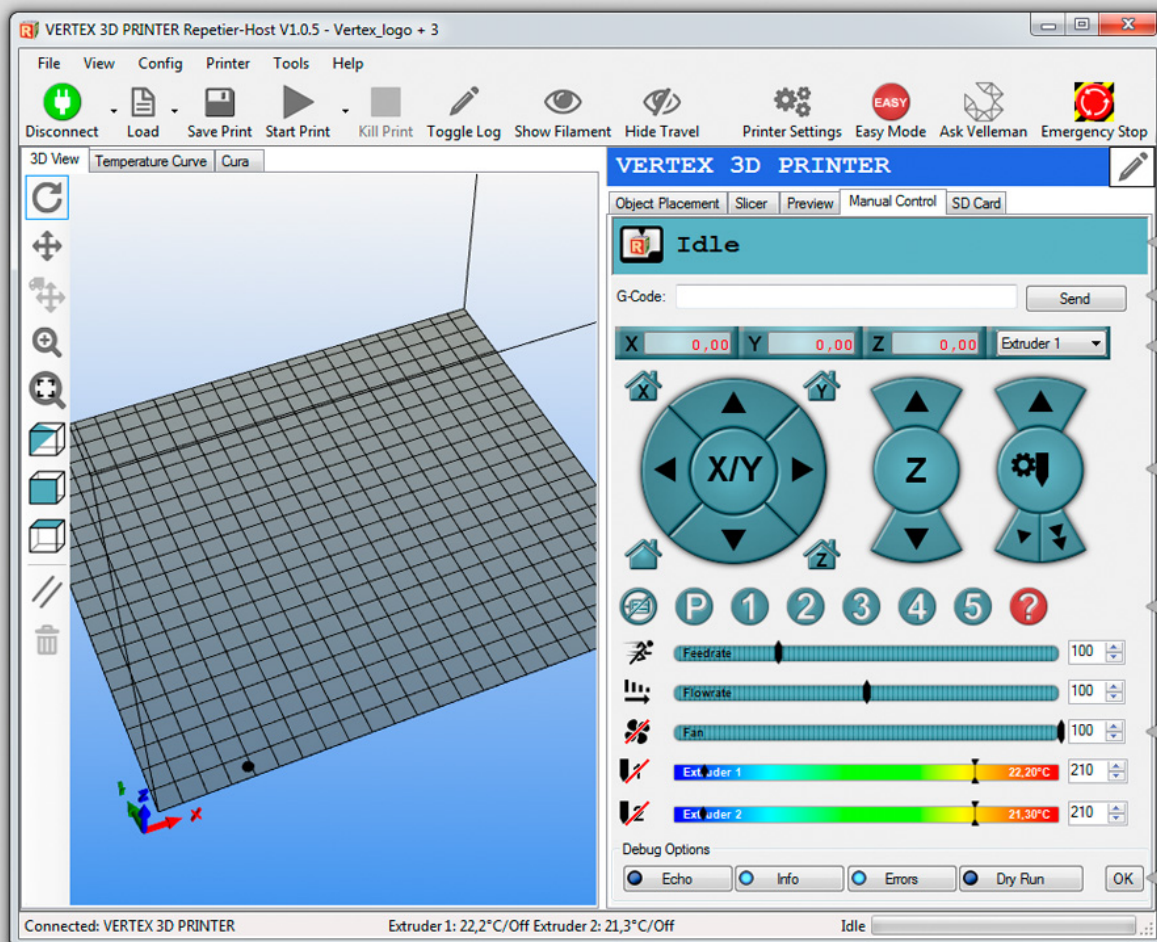 VERTEX 3D PRINTER Repetier-Host V1.0.5 - Vertex_logo + 3
File View Config Printer Tools Help
Disconnect Load Save Print Start Print Kill Print Toggle Log Show Filament Hide Travel Printer Settings EASY Easy Mode Ask Velleman Emergency Stop
3D View Temperature Curve Cura
VERTEX 3D PRINTER
Object Placement Slicer Preview Manual Control SD Card
R Idle
G-Code: Send
X 0,00 Y 0,00 Z 0,00 Extruder 1
X Y
X/Y Z
Z
P 1 2 3 4 5 ?
Feedrate 100
Flowrate 100
Fan 100
1 Extruder 1 22,20°C 210
2 Extruder 2 21,30°C 210
Y Z X
Debug Options
Echo Info Errors Dry Run OK
Connected: VERTEX 3D PRINTER Extruder 1: 22,2°C/Off Extruder 2: 21,3°C/Off Idle